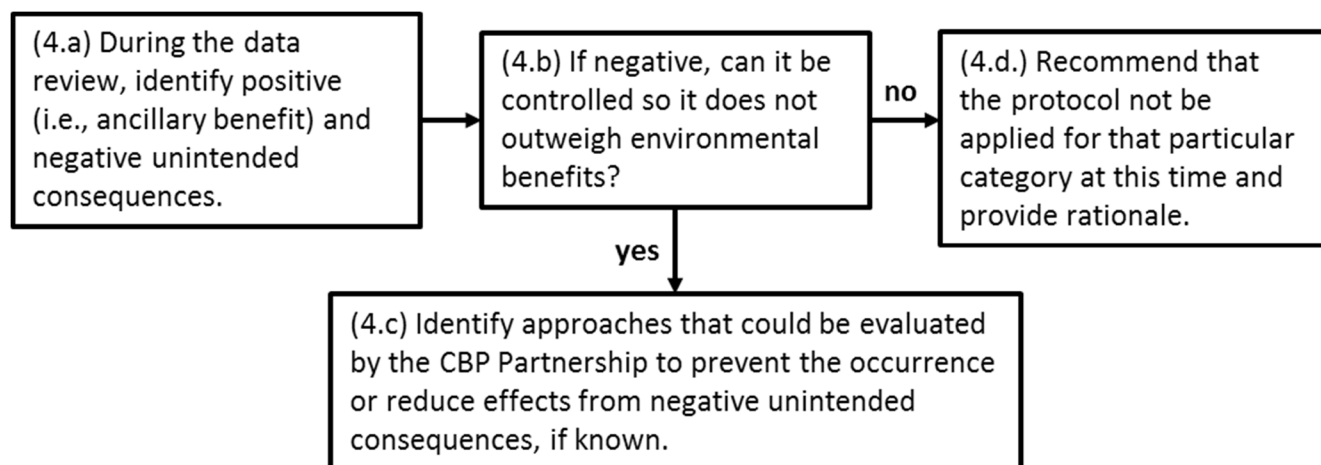 (4.a) During the data
review, identify positive
(i.e., ancillary benefit) and
negative unintended
consequences.
(4.b) If negative, can it be
controlled so it does not
outweigh environmental
benefits?
no
(4.d.) Recommend that
the protocol not be
applied for that particular
category at this time and
provide rationale.
yes
(4.c) Identify approaches that could be evaluated
by the CBP Partnership to prevent the occurrence
or reduce effects from negative unintended
consequences, if known.